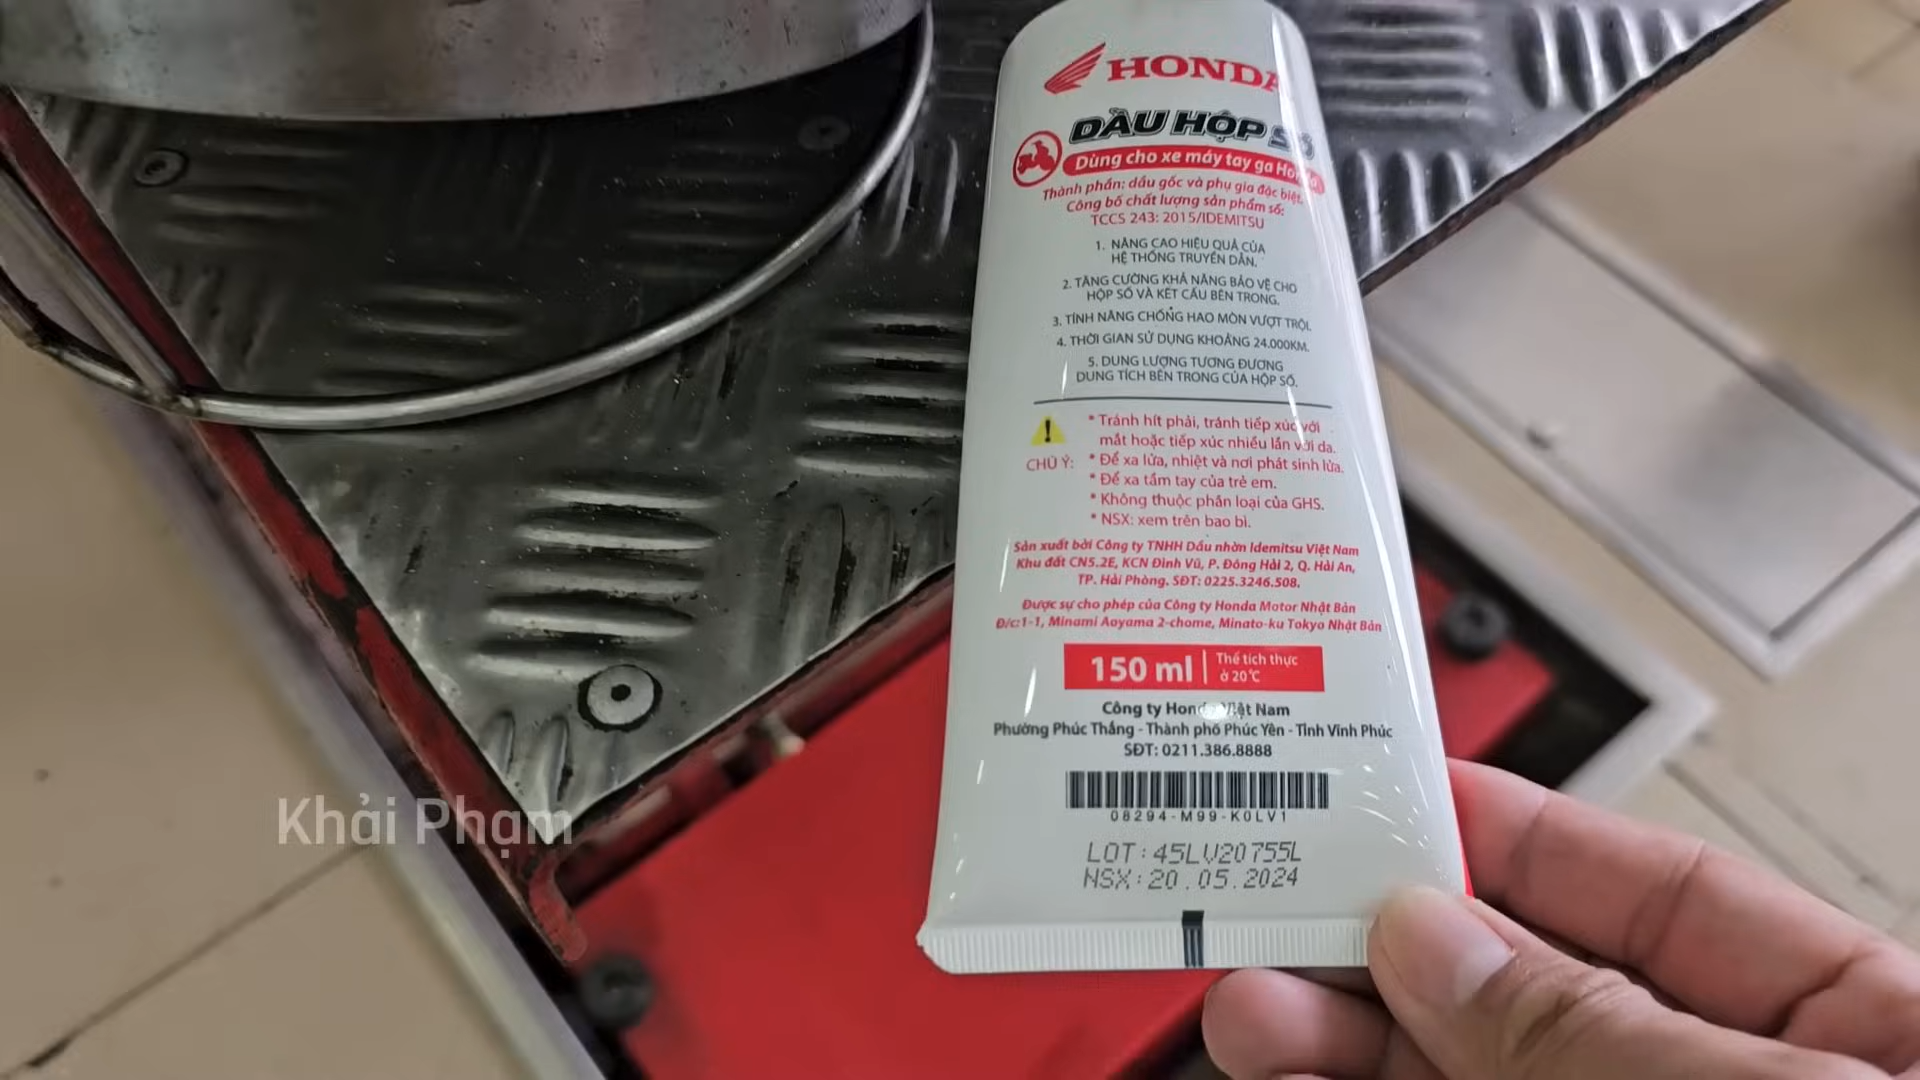 HONDA
DẦU HỘP SỐ
Dùng cho xe máy tay ga Honda
Thành phần: dầu gốc và phụ gia độc biệt.
Công bố chất lượng sản phẩm số:
TCCS 243: 2015/IDEMITSU
1. NÂNG CAO HIỆU QUẢ CỦA
HỆ THỐNG TRUYỀN DẪN.
2. TĂNG CƯỜNG KHẢ NĂNG BẢO VỆ CHO
HỘP SỐ VÀ KẾT CẤU BÊN TRONG.
3. TÍNH NĂNG CHỐNG HAO MÒN VƯỢT TRỘI.
4. THỜI GIAN SỬ DỤNG KHOẢNG 24.000KM.
5. DUNG LƯỢNG TƯƠNG ĐƯƠNG
DUNG TÍCH BÊN TRONG CỦA HỘP SỐ.
CHÚ Ý:
* Tránh hít phải, tránh tiếp xúc với
mắt hoặc tiếp xúc nhiều lần với da.
* Để xa lửa, nhiệt và nơi phát sinh lửa.
* Để xa tầm tay của trẻ em.
* Không thuộc phân loại của GHS.
* NSX: xem trên bao bì.
Sản xuất bởi Công ty TNHH Dầu nhờn Idemitsu Việt Nam
Khu đất CN5.2E, KCN Đình Vũ, P. Đông Hải 2, Q. Hải An,
TP. Hải Phòng. SĐT: 0225.3246.508.
Được sự cho phép của Công ty Honda Motor Nhật Bản
Đ/c:1-1, Minami Aoyama 2-chome, Minato-ku Tokyo Nhật Bản
150 ml
Thể tích thực
ở 20℃
Công ty Honda Việt Nam
Phường Phúc Thắng - Thành phố Phúc Yên - Tỉnh Vĩnh Phúc
SĐT: 0211.386.8888
08294-M99-K0LV1
LOT:45LV20755L
NSX:20.05.2024
Khải Phạm